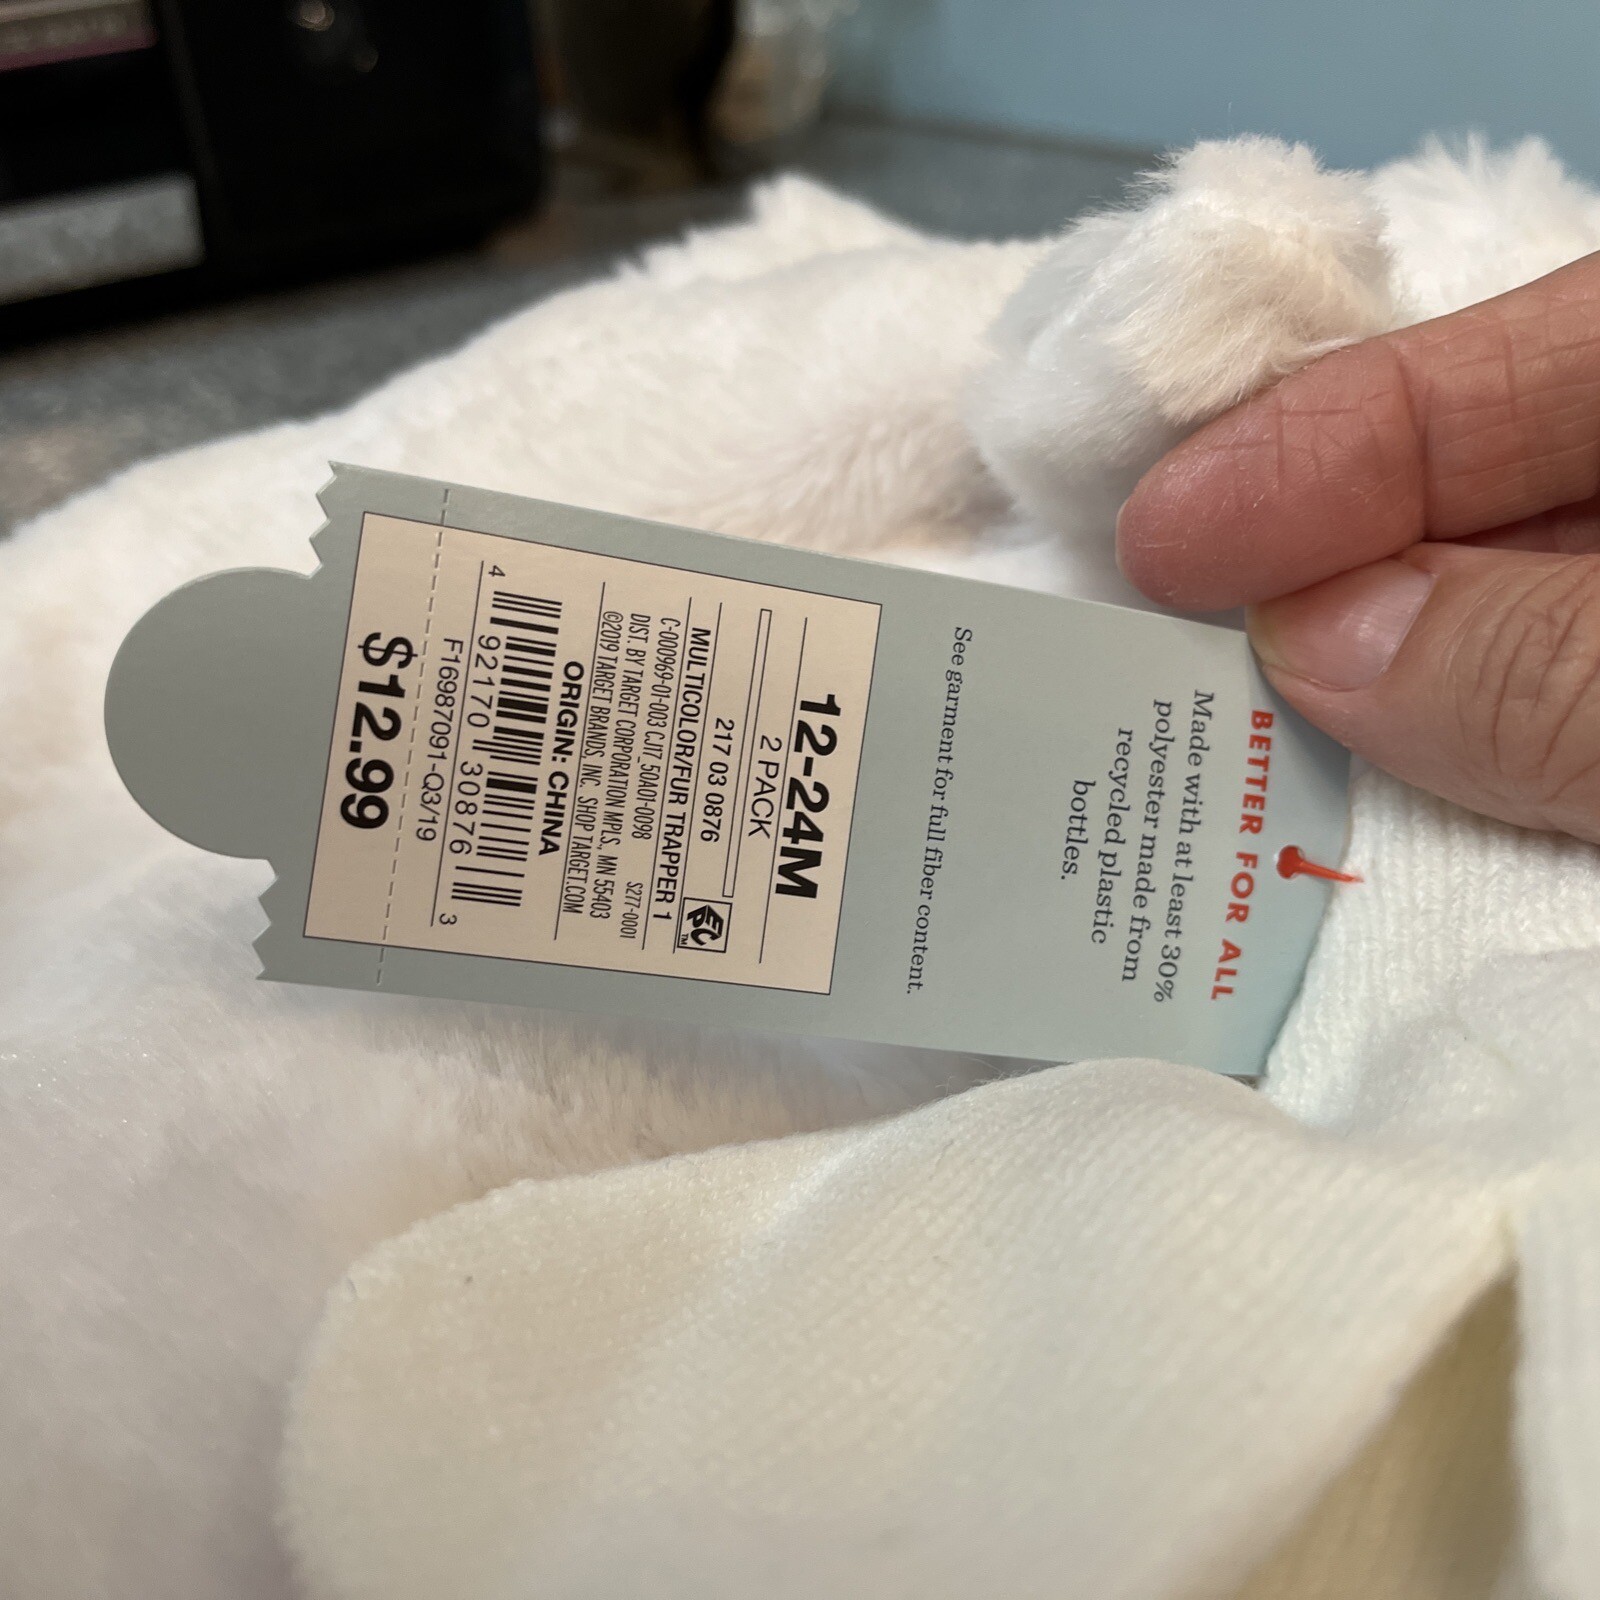 BETTER FOR ALL
Made with at least 30%
polyester made from
recycled plastic
bottles.
See garment for full fiber content.
12-24M
2 PACK
217 03 0876
EPC™
MULTICOLOR/FUR TRAPPER 1
C-000969-01-003 CJ17_50A01-0098 S277-0001
DIST. BY TARGET CORPORATION MPLS, MN 55403
©2019 TARGET BRANDS, INC. SHOP TARGET.COM
ORIGIN: CHINA
4 92170 30876 3
F16987091-Q3/19
$12.99